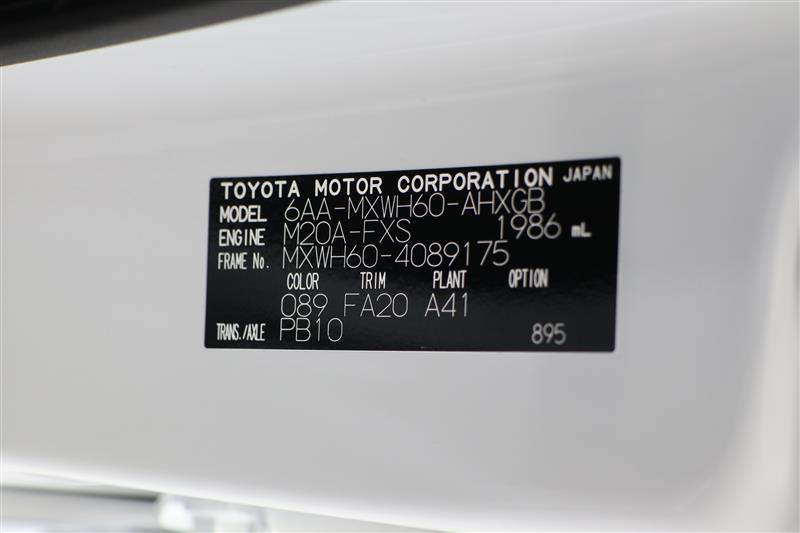 TOYOTA MOTOR CORPORATION JAPAN
MODEL 6AA-MXWH60-AHXGB
ENGINE M20A-FXS 1986 mL
FRAME No. MXWH60-4089175
COLOR TRIM PLANT OPTION
089 FA20 A41
TRANS./AXLE PB10 895